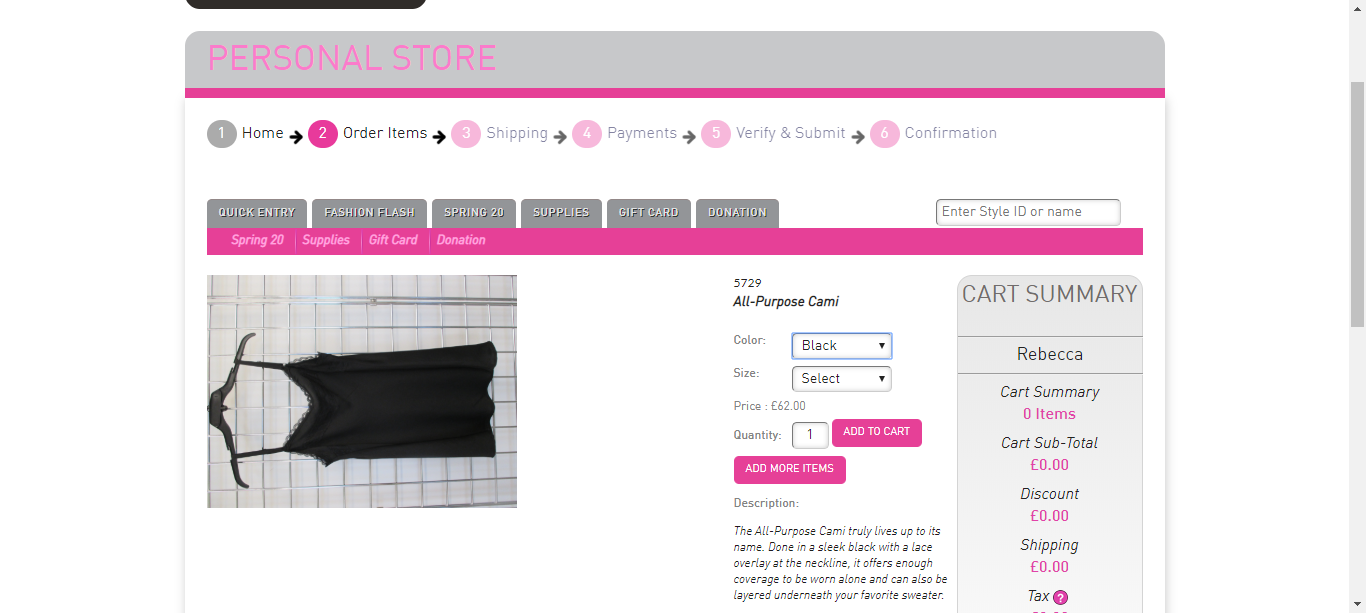 PERSONAL STORE
1 Home 2 Order Items 3 Shipping 4 Payments 5 Verify & Submit 6 Confirmation
QUICK ENTRY FASHION FLASH SPRING 20 SUPPLIES GIFT CARD DONATION Enter Style ID or name
Spring 20 Supplies Gift Card Donation
5729
All-Purpose Cami
Color: Black
Size: Select
Price : £62.00
Quantity: 1 ADD TO CART
ADD MORE ITEMS
Description:
The All-Purpose Cami truly lives up to its
name. Done in a sleek black with a lace
overlay at the neckline, it offers enough
coverage to be worn alone and can also be
layered underneath your favorite sweater.
CART SUMMARY
Rebecca
Cart Summary
0 Items
Cart Sub-Total
£0.00
Discount
£0.00
Shipping
£0.00
Tax ?